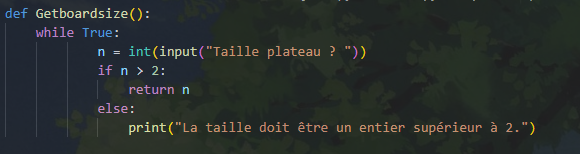 def Getboardsize():
    while True:
            n = int(input("Taille plateau ? "))
            if n > 2:
                return n
            else:
                print("La taille doit être un entier supérieur à 2.")